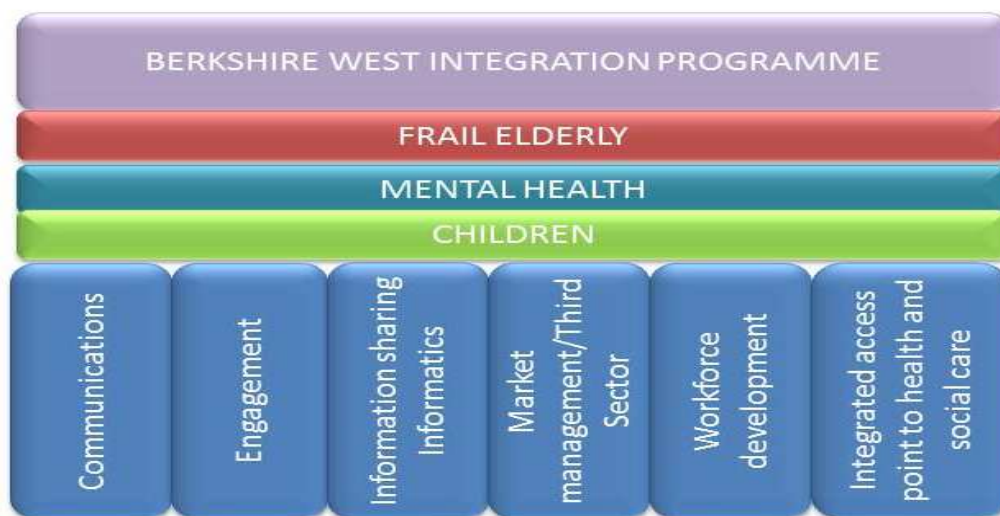 BERKSHIRE WEST INTEGRATION PROGRAMME
FRAIL ELDERLY
MENTAL HEALTH
CHILDREN
Communications
Engagement
Information sharing
Informatics
Market
management/Third
Sector
Workforce
development
Integrated access
point to health and
social care